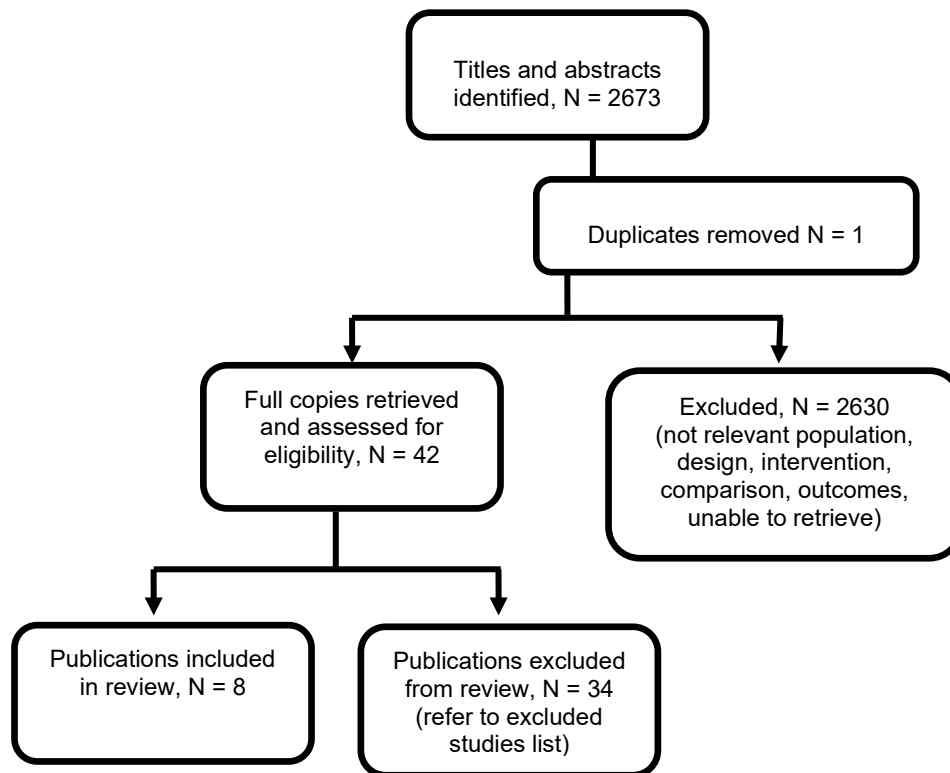 Titles and abstracts
identified, N = 2673
Duplicates removed N = 1
Full copies retrieved
and assessed for
eligibility, N = 42
Excluded, N = 2630
(not relevant population,
design, intervention,
comparison, outcomes,
unable to retrieve)
Publications included
in review, N = 8
Publications excluded
from review, N = 34
(refer to excluded
studies list)